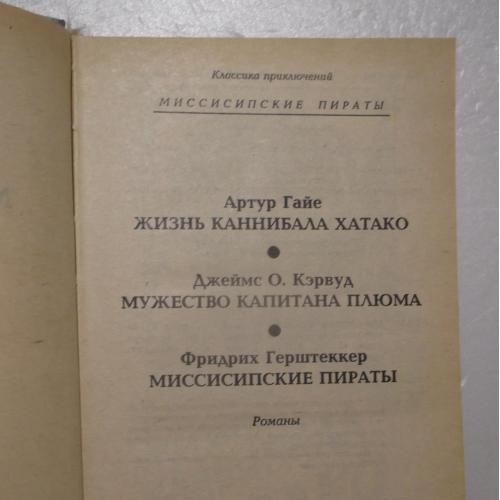 Классика приключений
МИССИСИПСКИЕ ПИРАТЫ
Артур Гайе
ЖИЗНЬ КАННИБАЛА ХАТАКО
Джеймс О. Кэрвуд
МУЖЕСТВО КАПИТАНА ПЛЮМА
Фридрих Герштеккер
МИССИСИПСКИЕ ПИРАТЫ
Романы